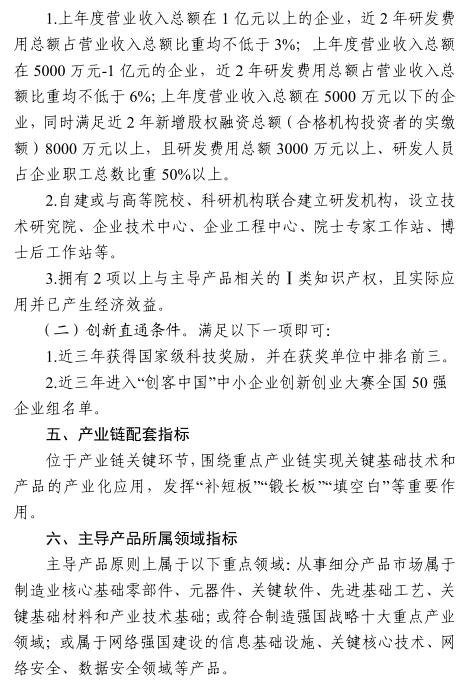 1.上年度营业收入总额在 1 亿元以上的企业，近 2 年研发费
用总额占营业收入总额比重均不低于 3%；上年度营业收入总额
在 5000 万元-1 亿元的企业，近 2 年研发费用总额占营业收入总
额比重均不低于 6%；上年度营业收入总额在 5000 万元以下的企
业，同时满足近 2 年新增股权融资总额（合格机构投资者的实缴
额）8000 万元以上，且研发费用总额 3000 万元以上、研发人员
占企业职工总数比重 50%以上。
2.自建或与高等院校、科研机构联合建立研发机构，设立技
术研究院、企业技术中心、企业工程中心、院士专家工作站、博
士后工作站等。
3.拥有 2 项以上与主导产品相关的Ⅰ类知识产权，且实际应
用并已产生经济效益。
（二）创新直通条件。满足以下一项即可：
1.近三年获得国家级科技奖励，并在获奖单位中排名前三。
2.近三年进入“创客中国”中小企业创新创业大赛全国 50 强
企业组名单。
五、产业链配套指标
位于产业链关键环节，围绕重点产业链实现关键基础技术和
产品的产业化应用，发挥“补短板”“锻长板”“填空白”等重要作
用。
六、主导产品所属领域指标
主导产品原则上属于以下重点领域：从事细分产品市场属于
制造业核心基础零部件、元器件、关键软件、先进基础工艺、关
键基础材料和产业技术基础；或符合制造强国战略十大重点产业
领域；或属于网络强国建设的信息基础设施、关键核心技术、网
络安全、数据安全领域等产品。